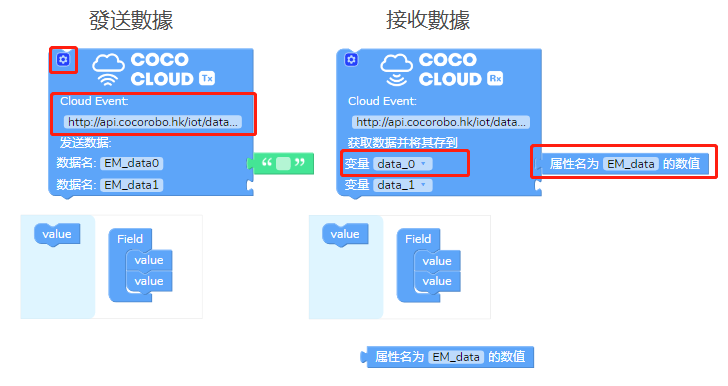 發送數據
接收數據
COCO
CLOUD Tx
Cloud Event:
http://api.cocorobo.hk/iot/data...
发送数据:
数据名: EM_data0
“ ”
数据名: EM_data1
COCO
CLOUD Rx
Cloud Event:
http://api.cocorobo.hk/iot/data...
获取数据并将其存到
变量 data_0
属性名为 EM_data 的数值
变量 data_1
value
Field
value
value
value
Field
value
value
属性名为 EM_data 的数值